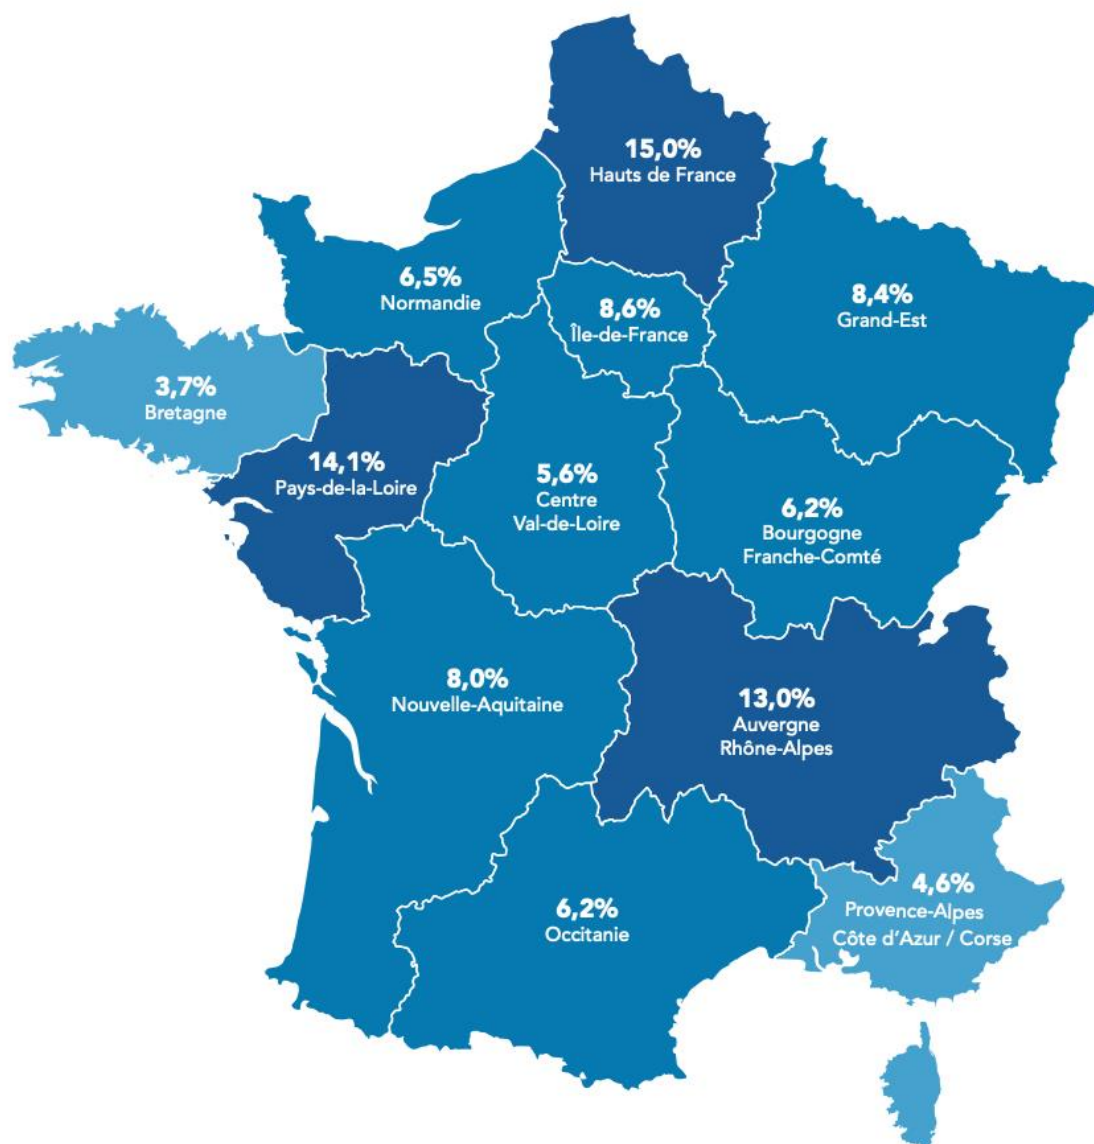 15,0%
Hauts de France
6,5%
Normandie
8,6%
Île-de-France
8,4%
Grand-Est
3,7%
Bretagne
14,1%
Pays-de-la-Loire
5,6%
Centre
Val-de-Loire
6,2%
Bourgogne
Franche-Comté
8,0%
Nouvelle-Aquitaine
13,0%
Auvergne
Rhône-Alpes
6,2%
Occitanie
4,6%
Provence-Alpes
Côte d'Azur / Corse